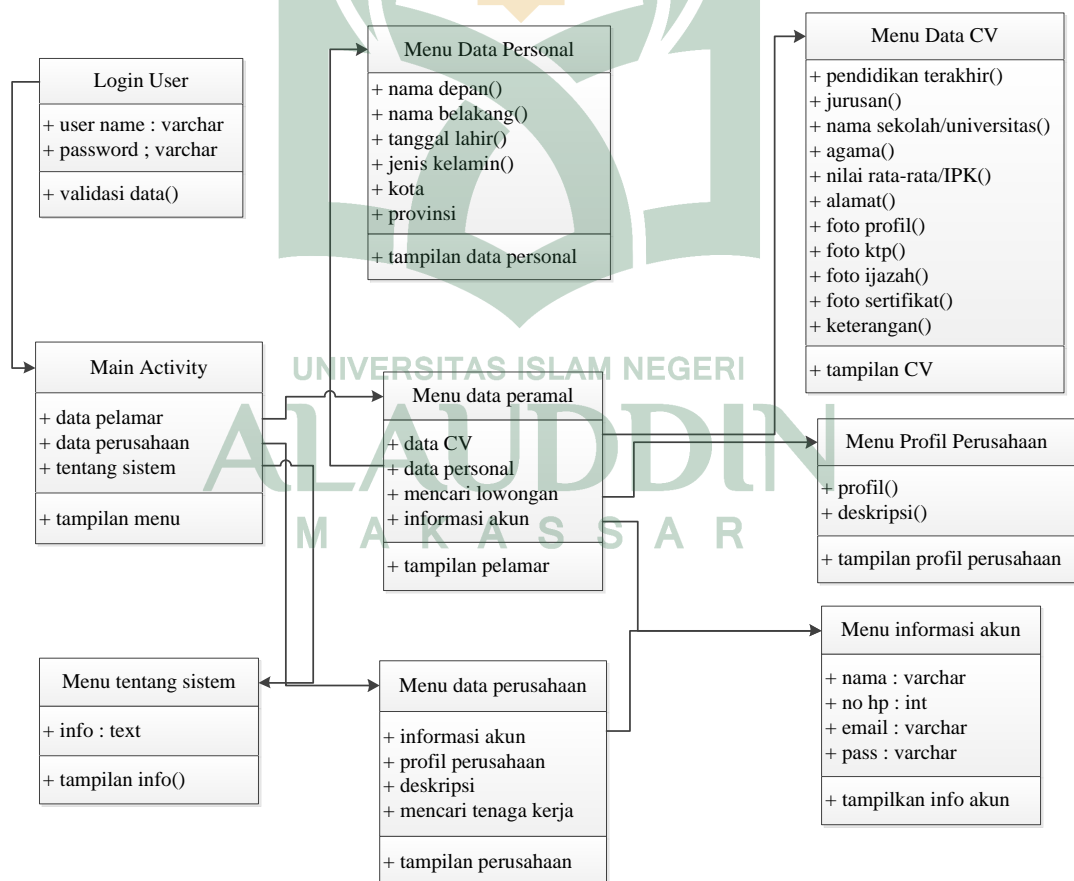 Login User
+ user name : varchar
+ password ; varchar
+ validasi data()
Menu Data Personal
+ nama depan()
+ nama belakang()
+ tanggal lahir()
+ jenis kelamin()
+ kota
+ provinsi
+ tampilan data personal
Menu Data CV
+ pendidikan terakhir()
+ jurusan()
+ nama sekolah/universitas()
+ agama()
+ nilai rata-rata/IPK()
+ alamat()
+ foto profil()
+ foto ktp()
+ foto ijazah()
+ foto sertifikat()
+ keterangan()
+ tampilan CV
Main Activity
+ data pelamar
+ data perusahaan
+ tentang sistem
+ tampilan menu
UNIVERSITAS ISLAM NEGERI
ALAUDDIN
MAKASSAR
Menu data peramal
+ data CV
+ data personal
+ mencari lowongan
+ informasi akun
+ tampilan pelamar
Menu Profil Perusahaan
+ profil()
+ deskripsi()
+ tampilan profil perusahaan
Menu tentang sistem
+ info : text
+ tampilan info()
Menu data perusahaan
+ informasi akun
+ profil perusahaan
+ deskripsi
+ mencari tenaga kerja
+ tampilan perusahaan
Menu informasi akun
+ nama : varchar
+ no hp : int
+ email : varchar
+ pass : varchar
+ tampilkan info akun